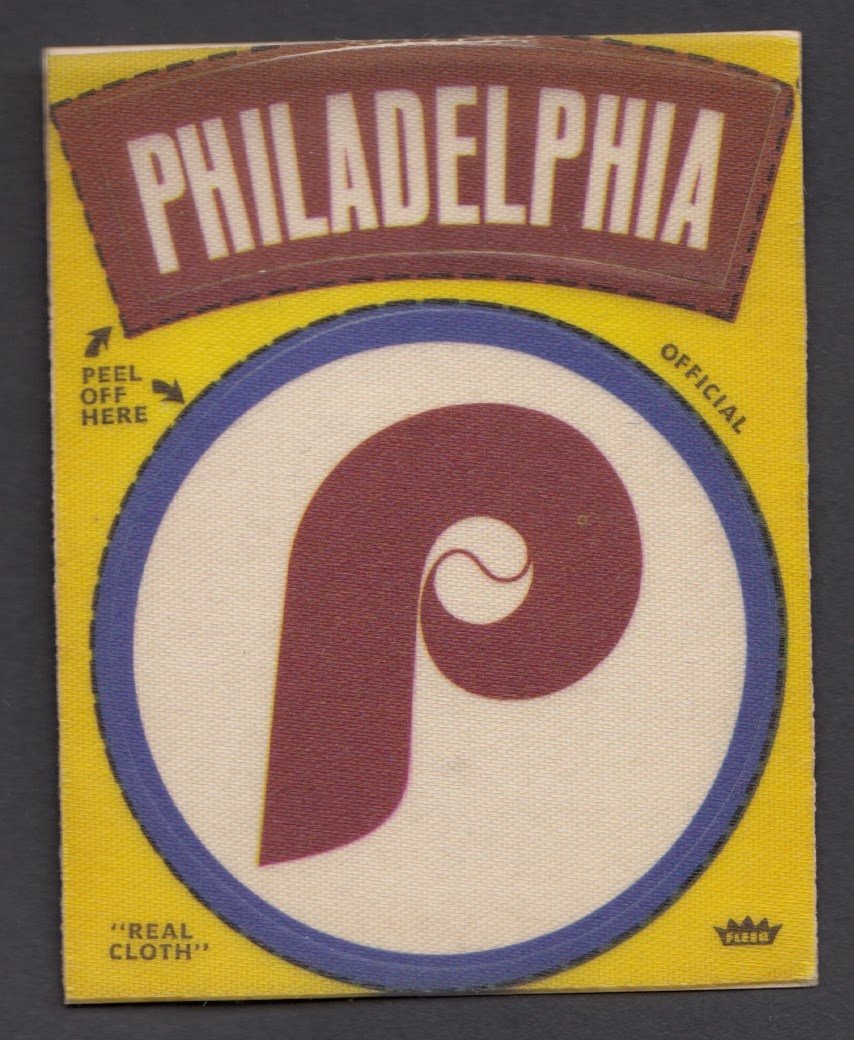 PHILADELPHIA
PEEL
OFF
HERE
OFFICIAL
P
"REAL
CLOTH"
FLEER